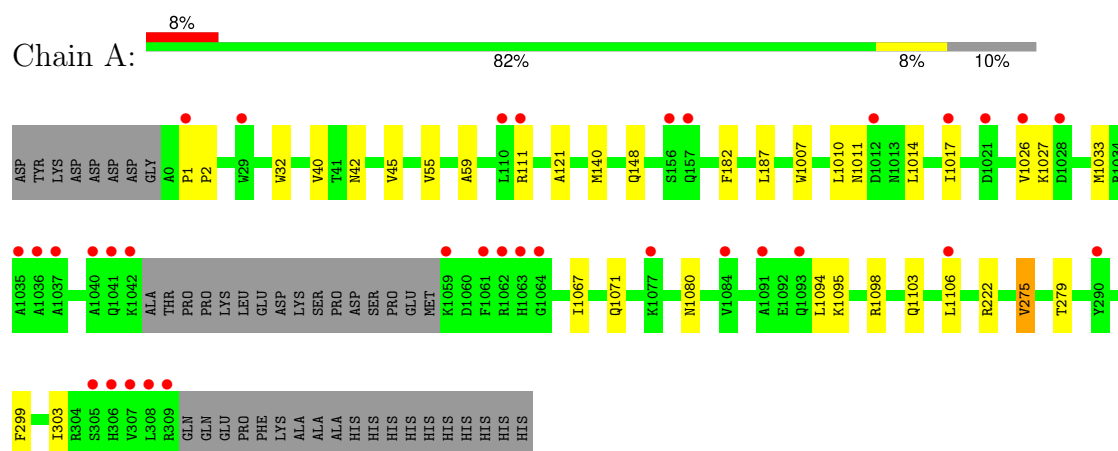 8%
Chain A:
82% 8% 10%
ASP TYR LYS ASP ASP ASP ASP GLY A0 P1 P2 W29 W32 V40 T41 N42 V45 V55 A59 L110 R111 A121 M140 Q148 S156 Q157 F182 L187 W1007 L1010 N1011 D1012 N1013 L1014 I1017 D1021 V1026 K1027 D1028 M1033 R1034
A1035 A1036 A1037 A1040 Q1041 K1042 ALA THR PRO PRO LYS LEU GLU ASP LYS SER PRO ASP SER PRO GLU MET K1059 D1060 F1061 R1062 H1063 G1064 I1067 Q1071 K1077 N1080 V1084 A1091 E1092 Q1093 L1094 K1095 R1098 Q1103 L1106 R222 V275 T279 Y290
F299 I303 R304 S305 H306 V307 L308 R309 GLN GLN GLU PRO PHE LYS ALA ALA ALA HIS HIS HIS HIS HIS HIS HIS HIS HIS HIS